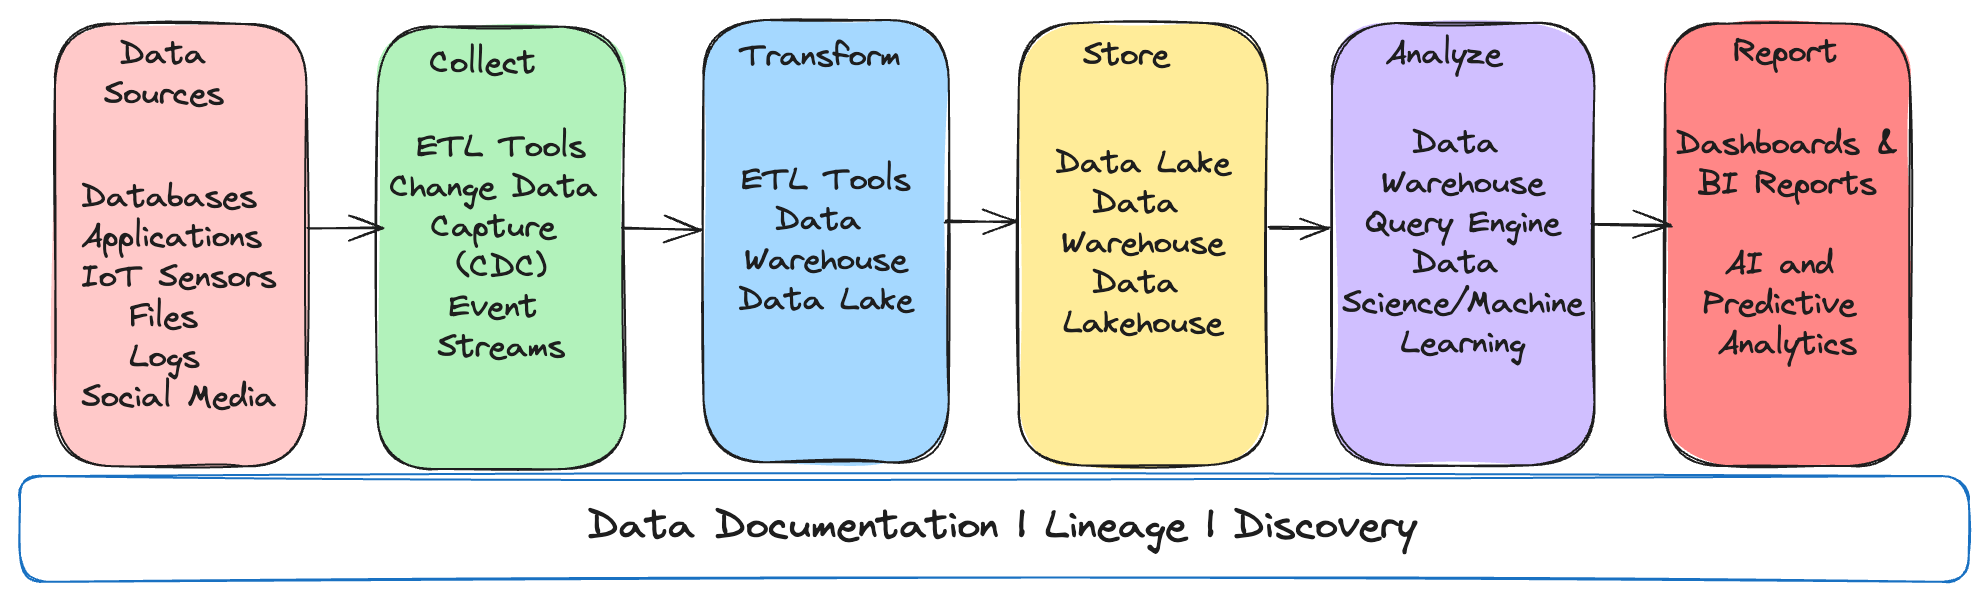 Data
Sources
Databases
Applications
IoT Sensors
Files
Logs
Social Media
Collect
ETL Tools
Change Data
Capture
(CDC)
Event
Streams
Transform
ETL Tools
Data
Warehouse
Data Lake
Store
Data Lake
Data
Warehouse
Data
Lakehouse
Analyze
Data
Warehouse
Query Engine
Data
Science/Machine
Learning
Report
Dashboards &
BI Reports
AI and
Predictive
Analytics
Data Documentation | Lineage | Discovery